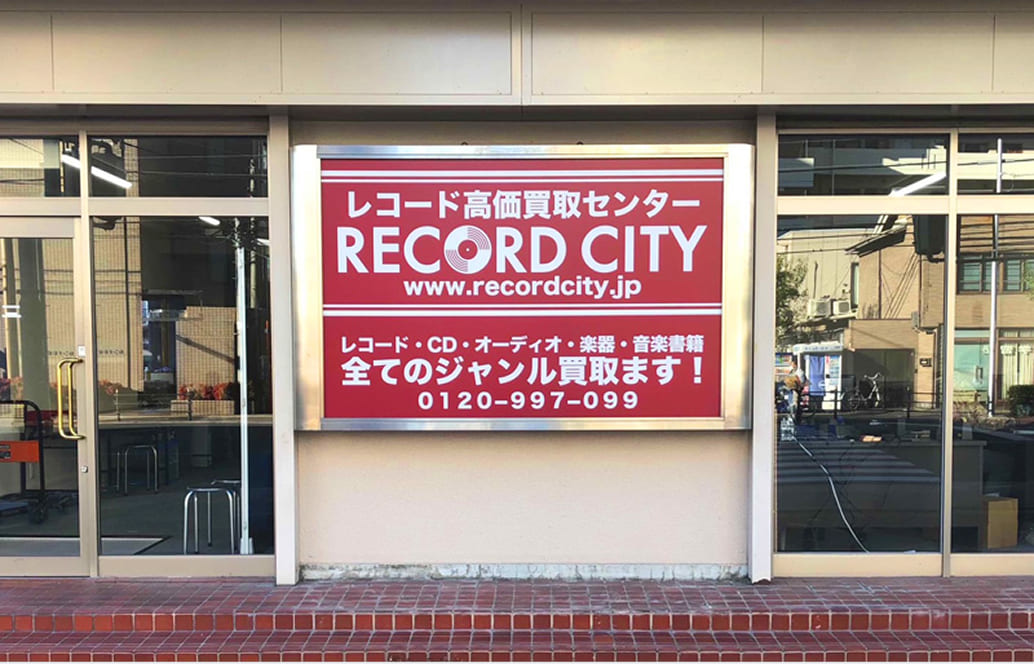 レコード高価買取センター
RECORD CITY
www.recordcity.jp
レコード・CD・オーディオ・楽器・音楽書籍
全てのジャンル買取ます！
0120-997-099